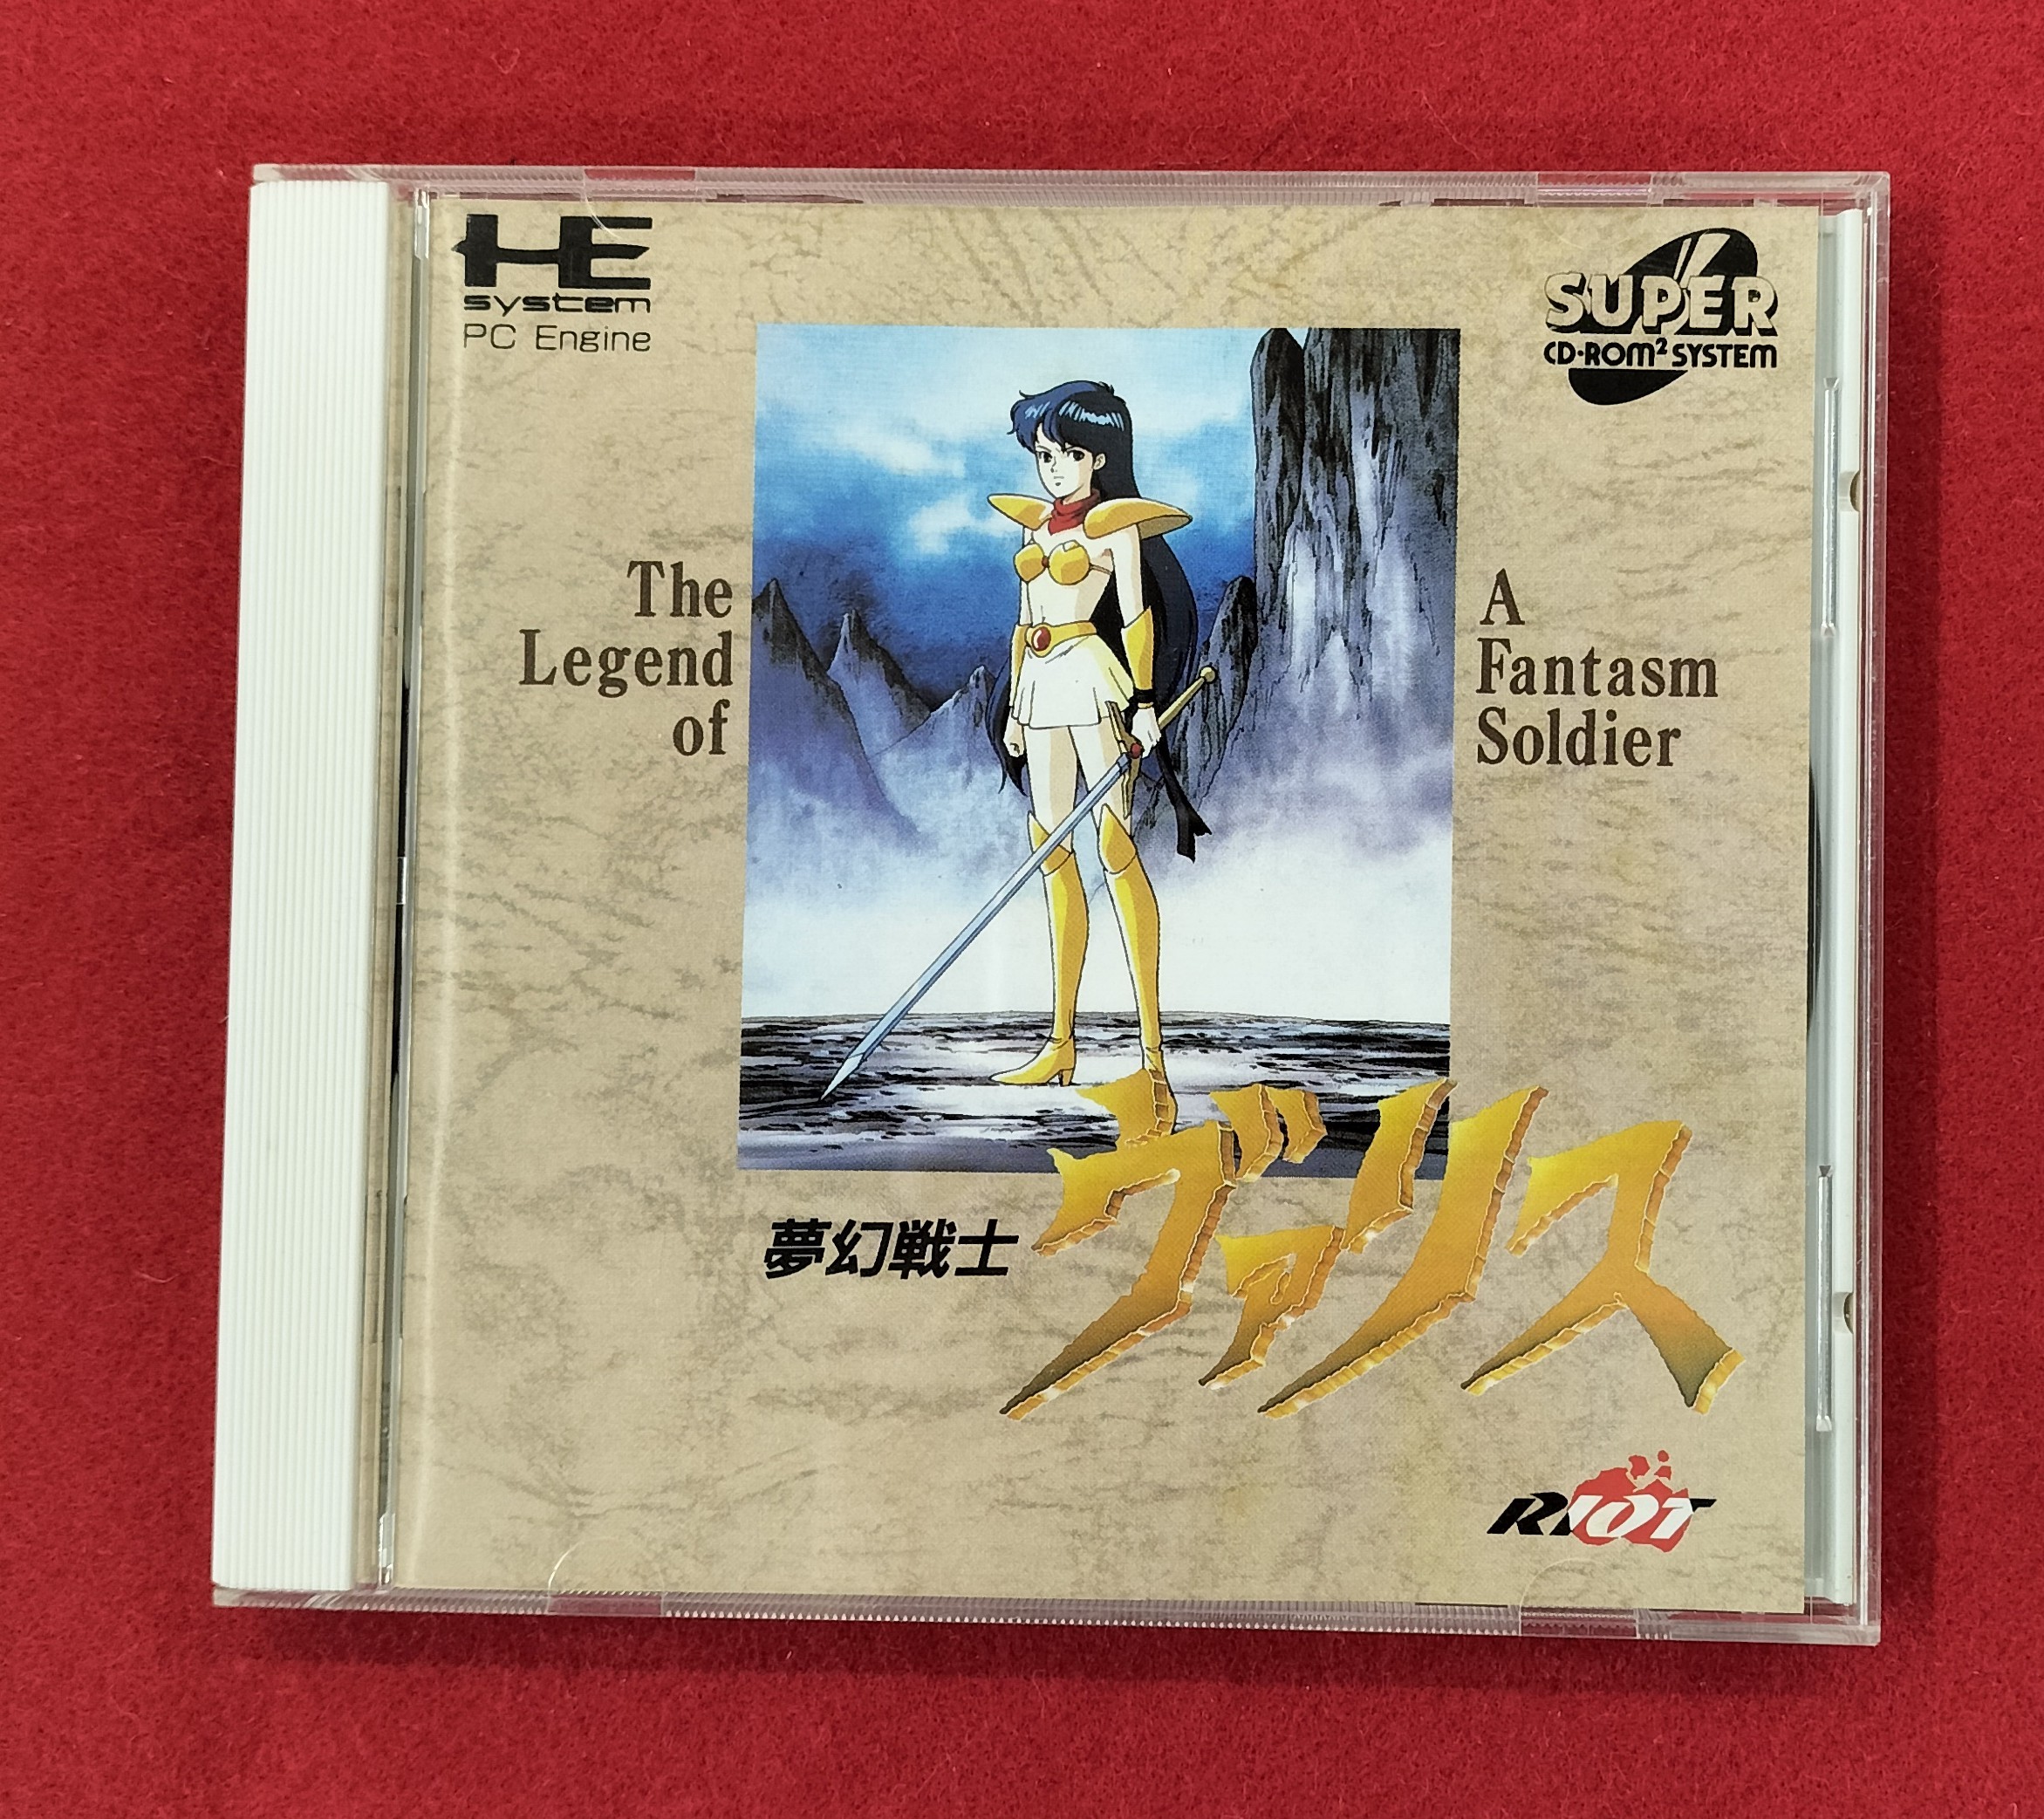 HE
system
PC Engine
SUPER
CD-ROM² SYSTEM
The
Legend
of
A
Fantasm
Soldier
夢幻戦士
ヴァリス
RIOT